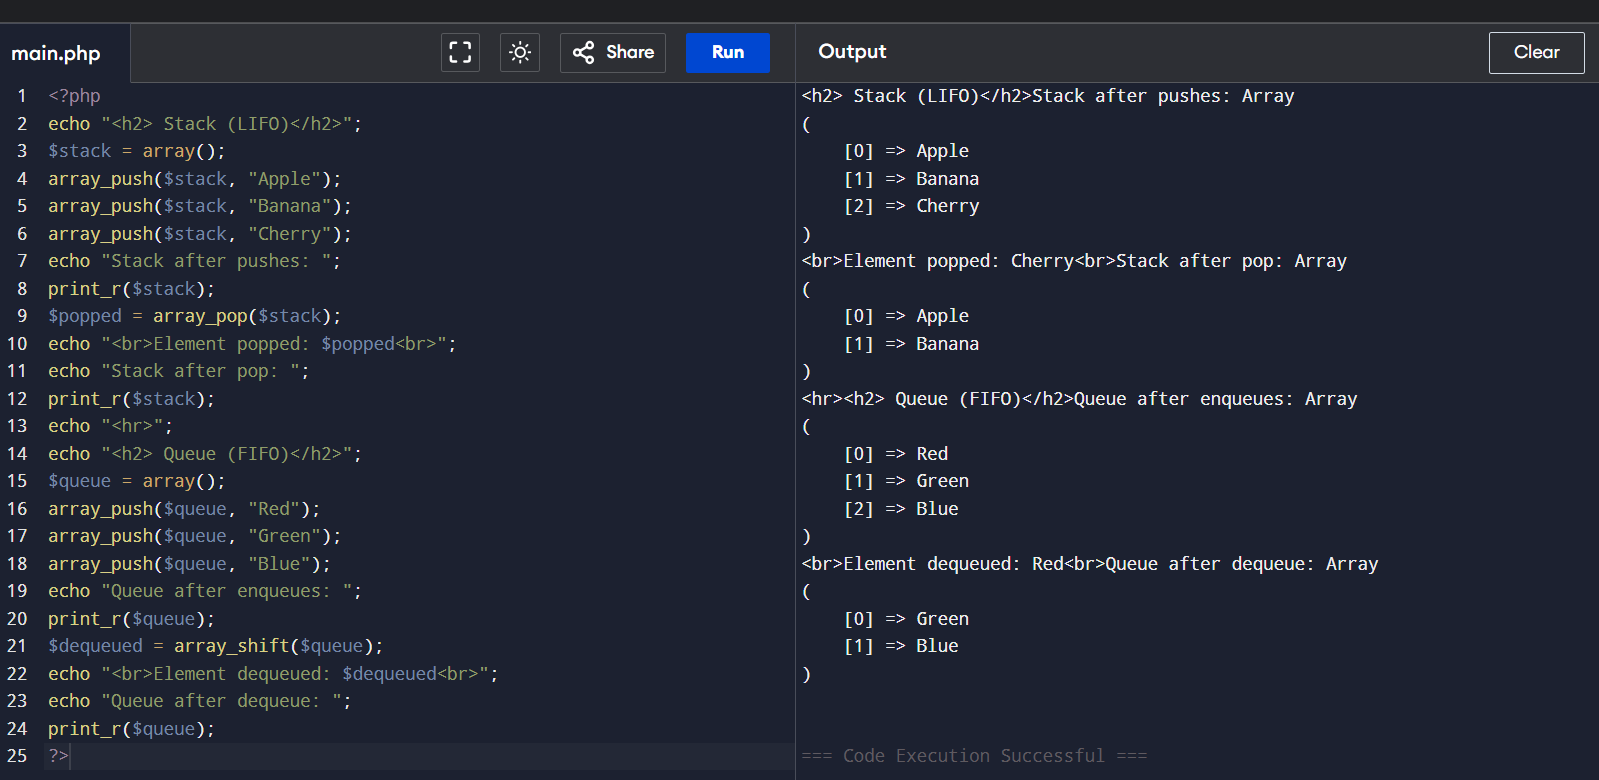 main.php
Share
Run
Output
Clear
1 <?php
2 echo "<h2> Stack (LIFO)</h2>";
3 $stack = array();
4 array_push($stack, "Apple");
5 array_push($stack, "Banana");
6 array_push($stack, "Cherry");
7 echo "Stack after pushes: ";
8 print_r($stack);
9 $popped = array_pop($stack);
10 echo "<br>Element popped: $popped<br>";
11 echo "Stack after pop: ";
12 print_r($stack);
13 echo "<hr>";
14 echo "<h2> Queue (FIFO)</h2>";
15 $queue = array();
16 array_push($queue, "Red");
17 array_push($queue, "Green");
18 array_push($queue, "Blue");
19 echo "Queue after enqueues: ";
20 print_r($queue);
21 $dequeued = array_shift($queue);
22 echo "<br>Element dequeued: $dequeued<br>";
23 echo "Queue after dequeue: ";
24 print_r($queue);
25 ?>
<h2> Stack (LIFO)</h2>Stack after pushes: Array
(
    [0] => Apple
    [1] => Banana
    [2] => Cherry
)
<br>Element popped: Cherry<br>Stack after pop: Array
(
    [0] => Apple
    [1] => Banana
)
<hr><h2> Queue (FIFO)</h2>Queue after enqueues: Array
(
    [0] => Red
    [1] => Green
    [2] => Blue
)
<br>Element dequeued: Red<br>Queue after dequeue: Array
(
    [0] => Green
    [1] => Blue
)
=== Code Execution Successful ===